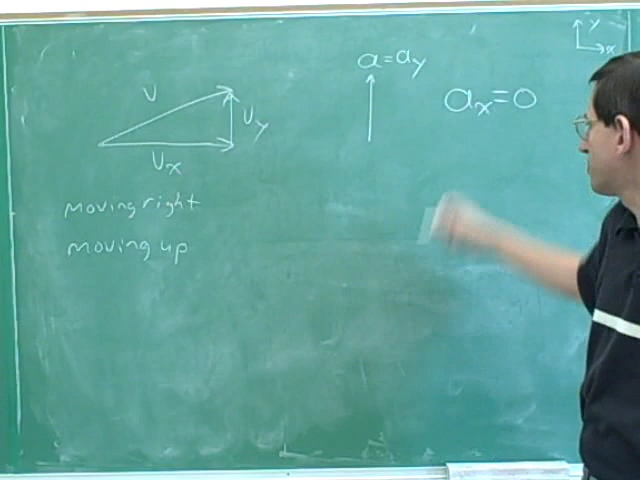 y
x
a = ay
ax = 0
v
vy
vx
moving right
moving up